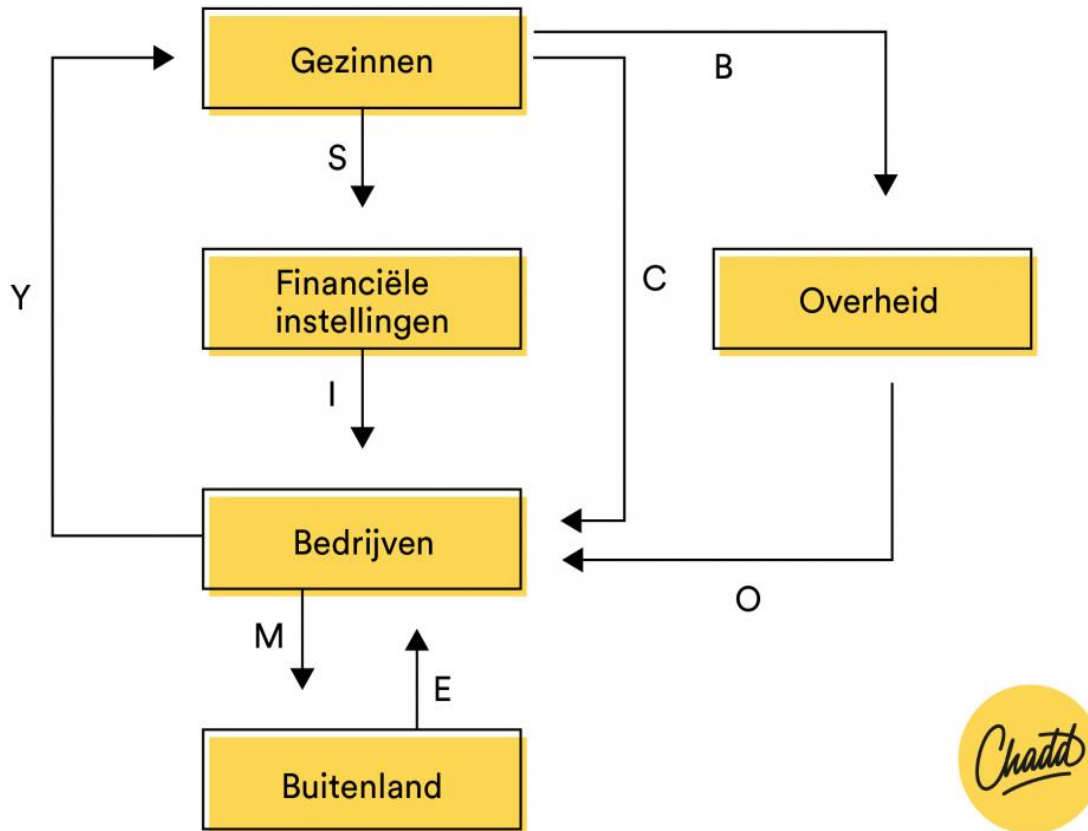 Gezinnen
B
S
Y
Financiële
instellingen
C
Overheid
I
Bedrijven
O
M
E
Buitenland
Chadd